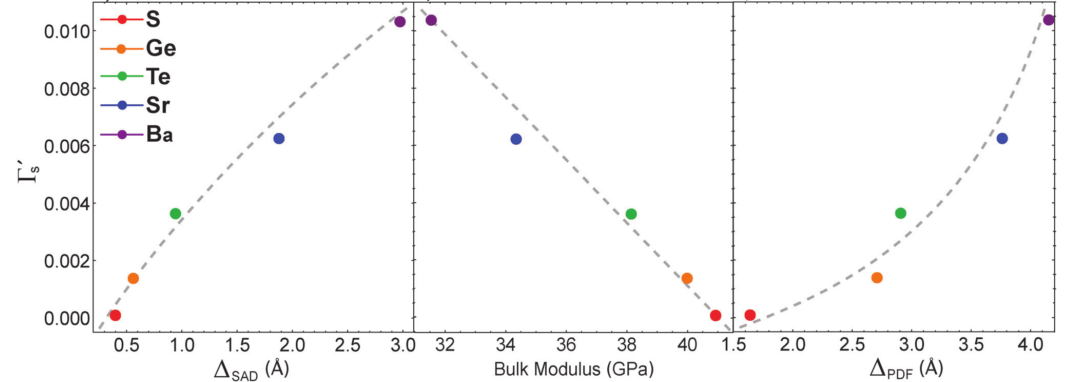 0.010
0.008
0.006
0.004
0.002
0.000
Γs′
S
Ge
Te
Sr
Ba
0.5 1.0 1.5 2.0 2.5 3.0
ΔSAD (Å)
32 34 36 38 40
Bulk Modulus (GPa)
1.5 2.0 2.5 3.0 3.5 4.0
ΔPDF (Å)